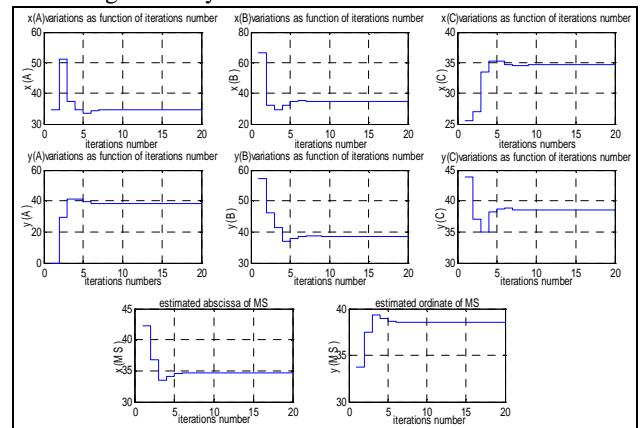 x(A)variations as function of iterations number
x(B)variations as function of iterations number
x(C)variations as function of iterations number
60
50
40
30
x (A)
0
5
10
15
20
iterations number
80
60
40
20
x (B)
0
5
10
15
20
iterations number
40
35
30
25
x (C)
0
5
10
15
20
iterations numbers
y(A)variations as function of iterations number
y(B)variations as function of iterations number
y(C)variations as function of iterations number
60
40
20
0
y(A)
0
5
10
15
20
iterations numbers
60
50
40
30
y(B)
0
5
10
15
20
iterations number
45
40
35
30
y(C)
0
5
10
15
20
iterations number
estimated abscissa of MS
estimated ordinate of MS
45
40
35
30
x (M S )
0
5
10
15
20
iterations number
40
35
30
y (M S )
0
5
10
15
20
iterations number